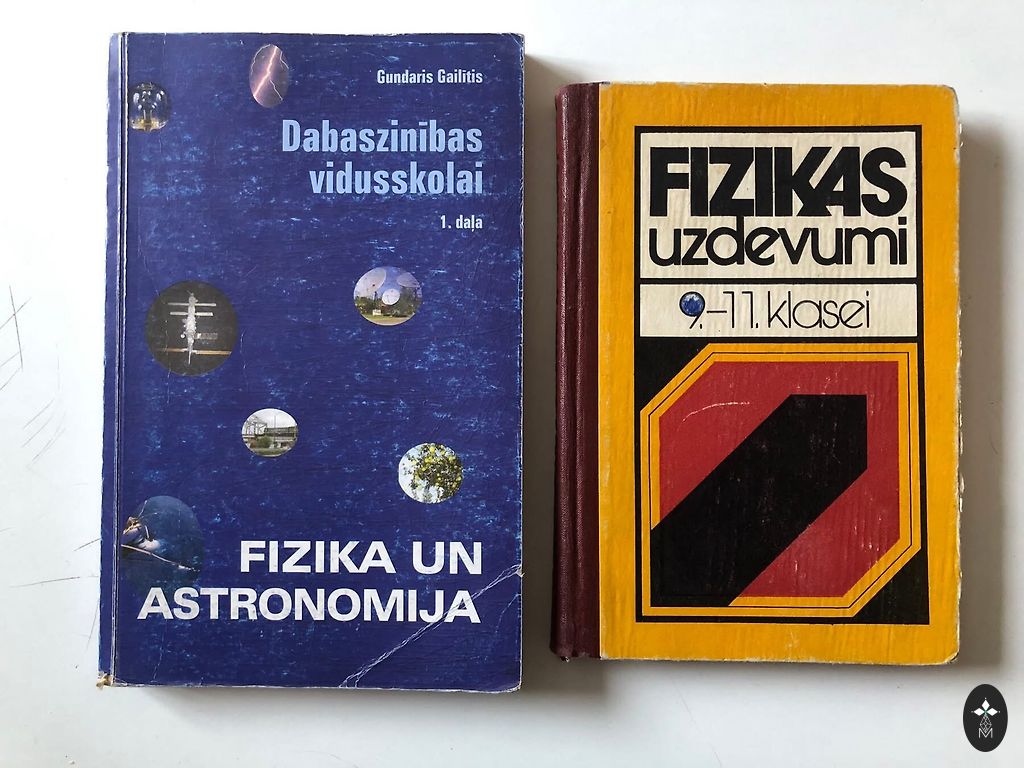 Gundaris Gailītis
Dabaszinības
vidusskolai
1. daļa
FIZIKA UN
ASTRONOMIJA
FIZIKAS
uzdevumi
9.–11. klasei
M